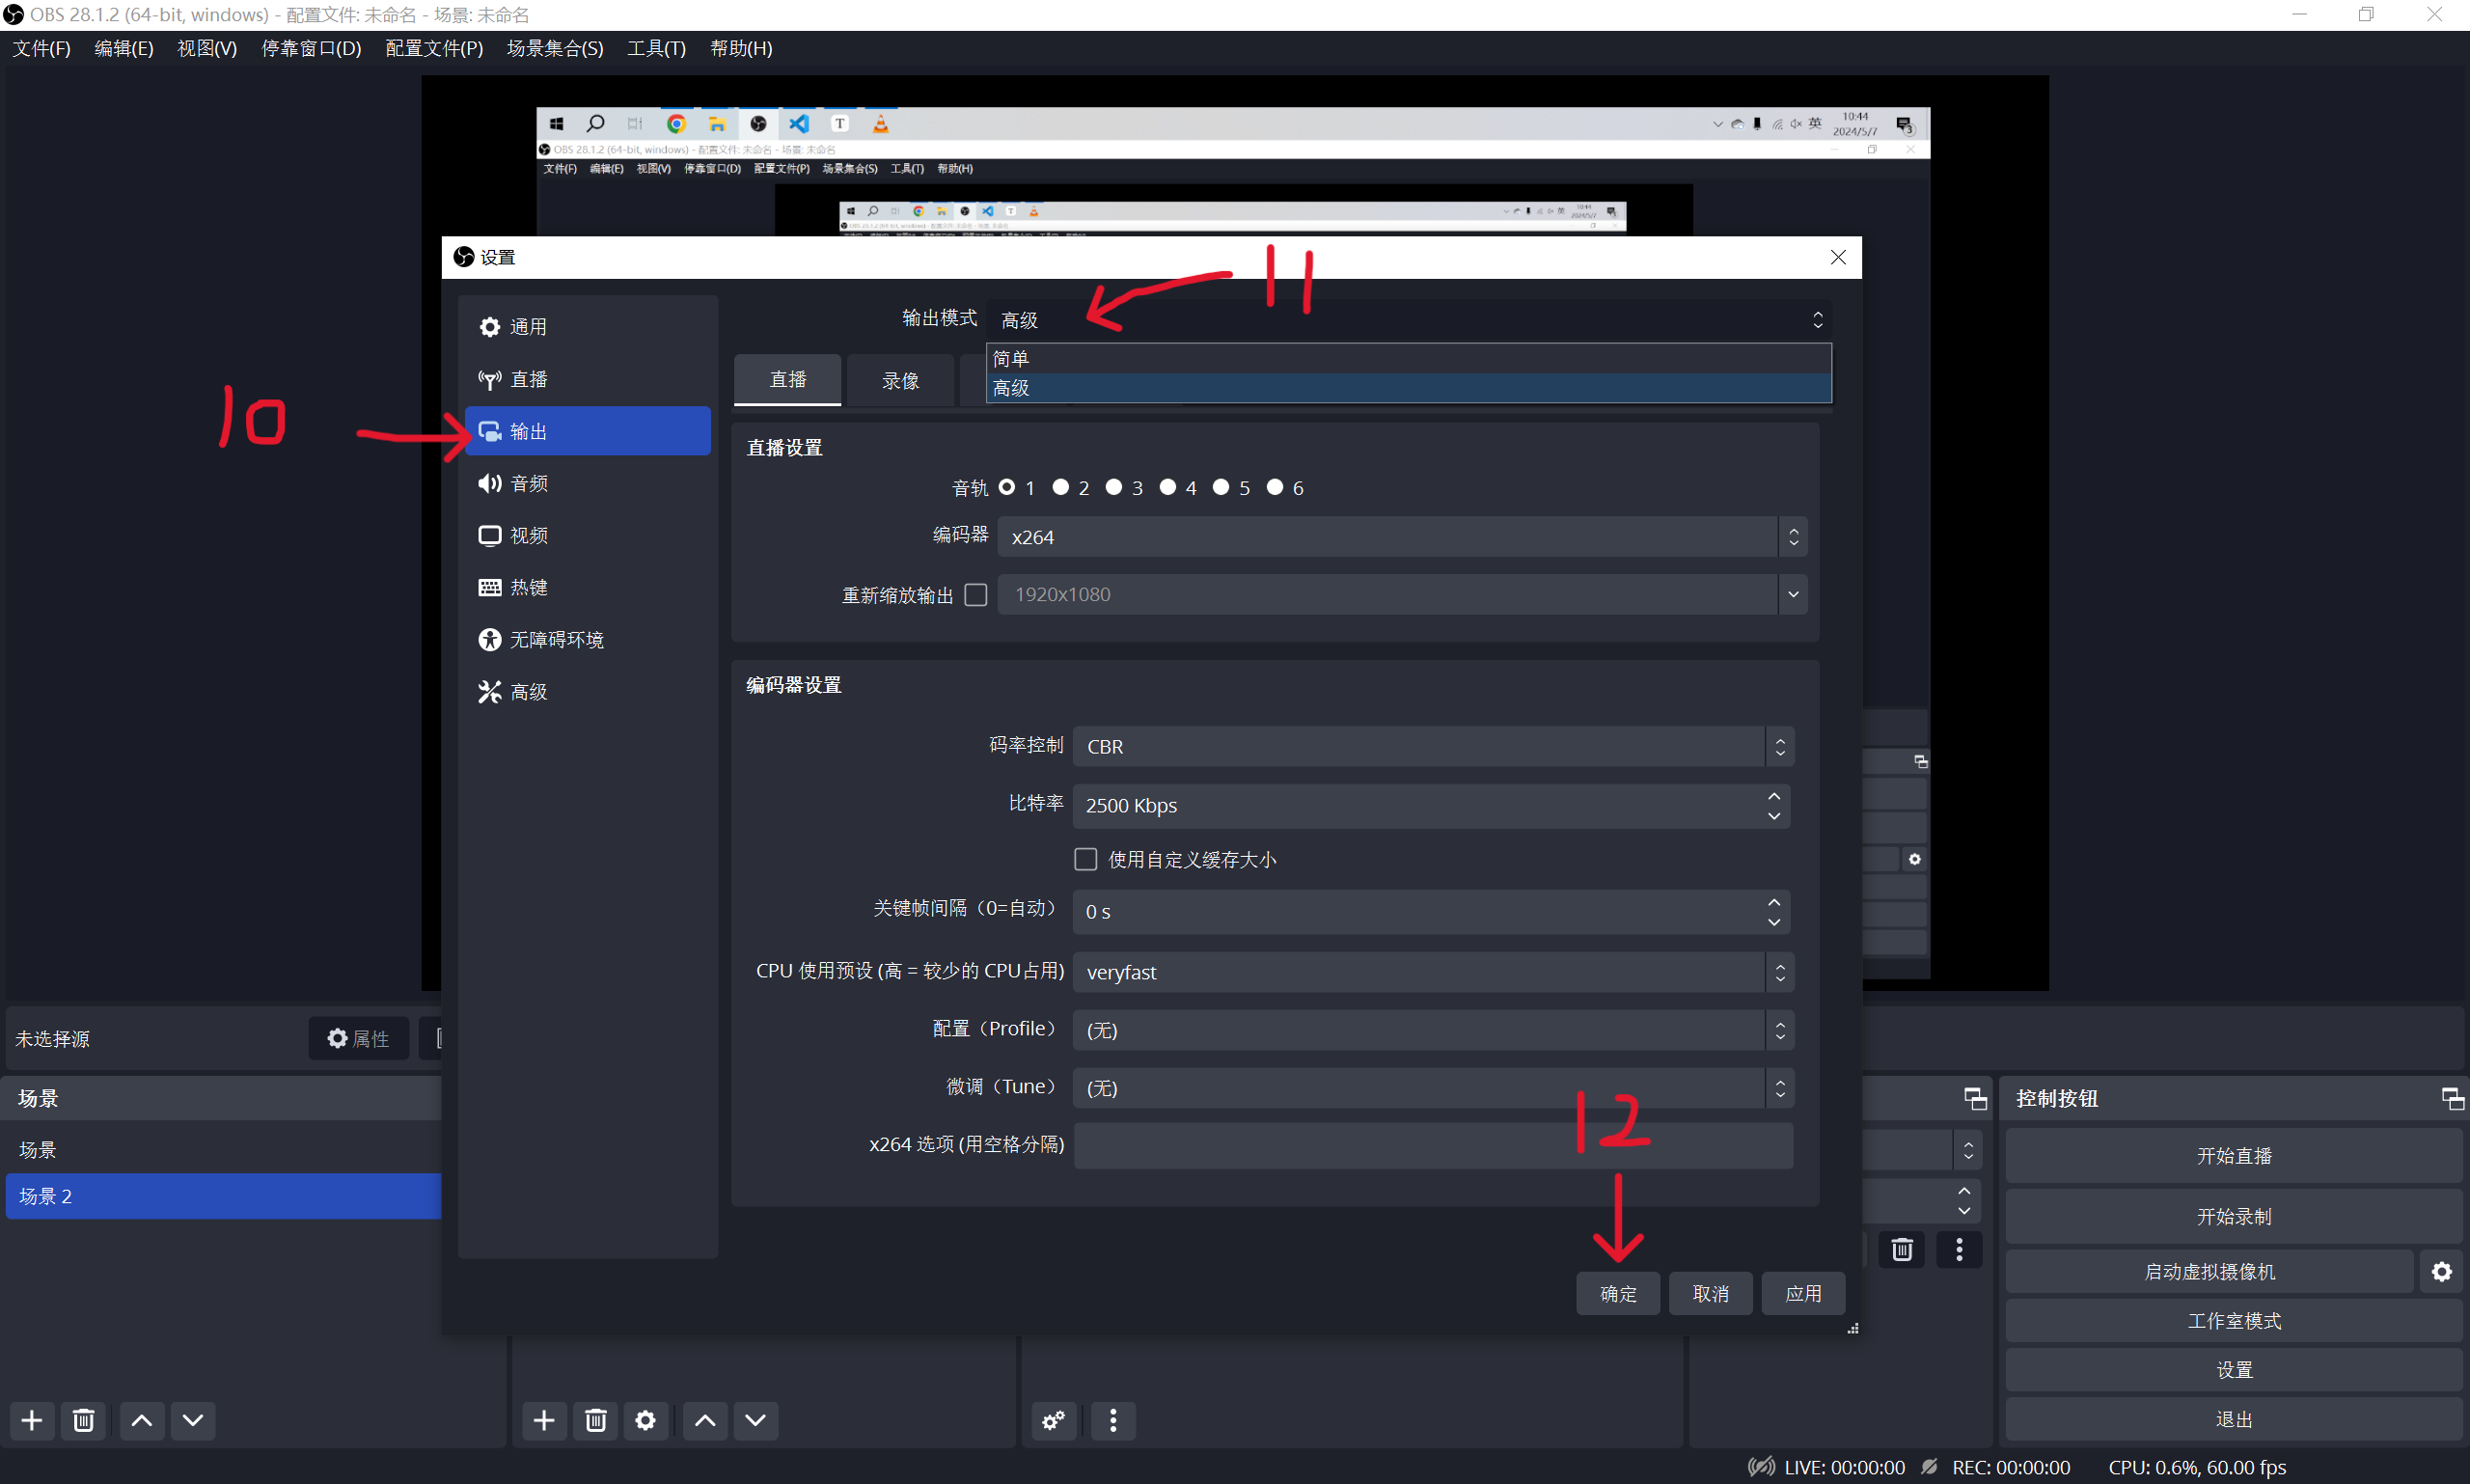 OBS 28.1.2 (64-bit, windows) - 配置文件: 未命名 - 场景: 未命名
文件(F) 编辑(E) 视图(V) 停靠窗口(D) 配置文件(P) 场景集合(S) 工具(T) 帮助(H)
T
英
10:44
2024/5/7
3
OBS 28.1.2 (64-bit, windows) - 配置文件: 未命名 - 场景: 未命名
文件(F) 编辑(E) 视图(V) 停靠窗口(D) 配置文件(P) 场景集合(S) 工具(T) 帮助(H)
设置
11
10
通用
直播
输出
音频
视频
热键
无障碍环境
高级
输出模式 高级
简单
高级
直播 录像
直播设置
音轨 1 2 3 4 5 6
编码器 x264
重新缩放输出 1920x1080
编码器设置
码率控制 CBR
比特率 2500 Kbps
使用自定义缓存大小
关键帧间隔（0=自动） 0 s
CPU 使用预设 (高 = 较少的 CPU占用) veryfast
配置（Profile） (无)
微调（Tune） (无)
12
x264 选项 (用空格分隔)
确定 取消 应用
未选择源 属性
场景
场景
场景 2
控制按钮
开始直播
开始录制
启动虚拟摄像机
工作室模式
设置
退出
LIVE: 00:00:00 REC: 00:00:00 CPU: 0.6%, 60.00 fps